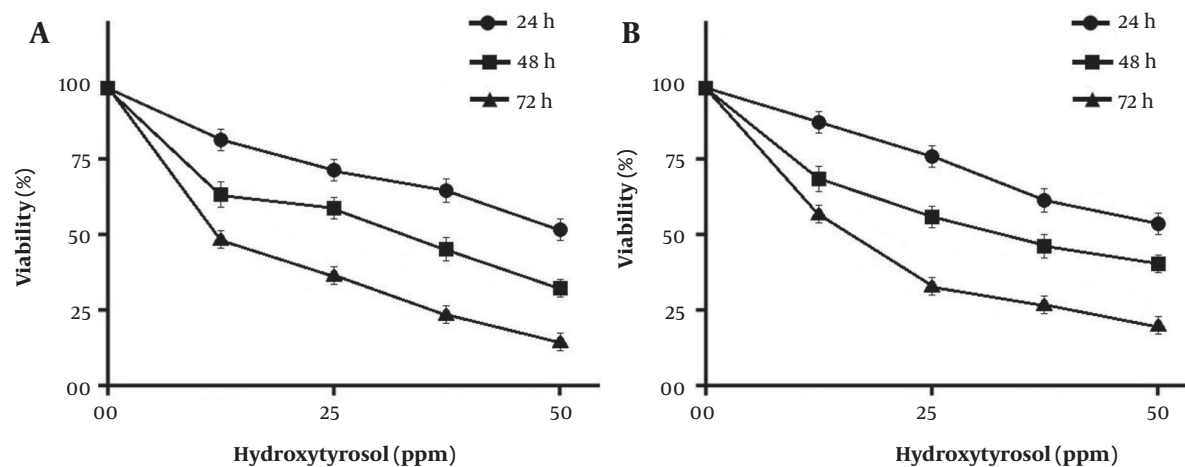 A
24 h
48 h
72 h
100
75
50
25
00
Viability (%)
00
25
50
Hydroxytyrosol (ppm)
B
24 h
48 h
72 h
100
75
50
25
00
Viability (%)
00
25
50
Hydroxytyrosol (ppm)